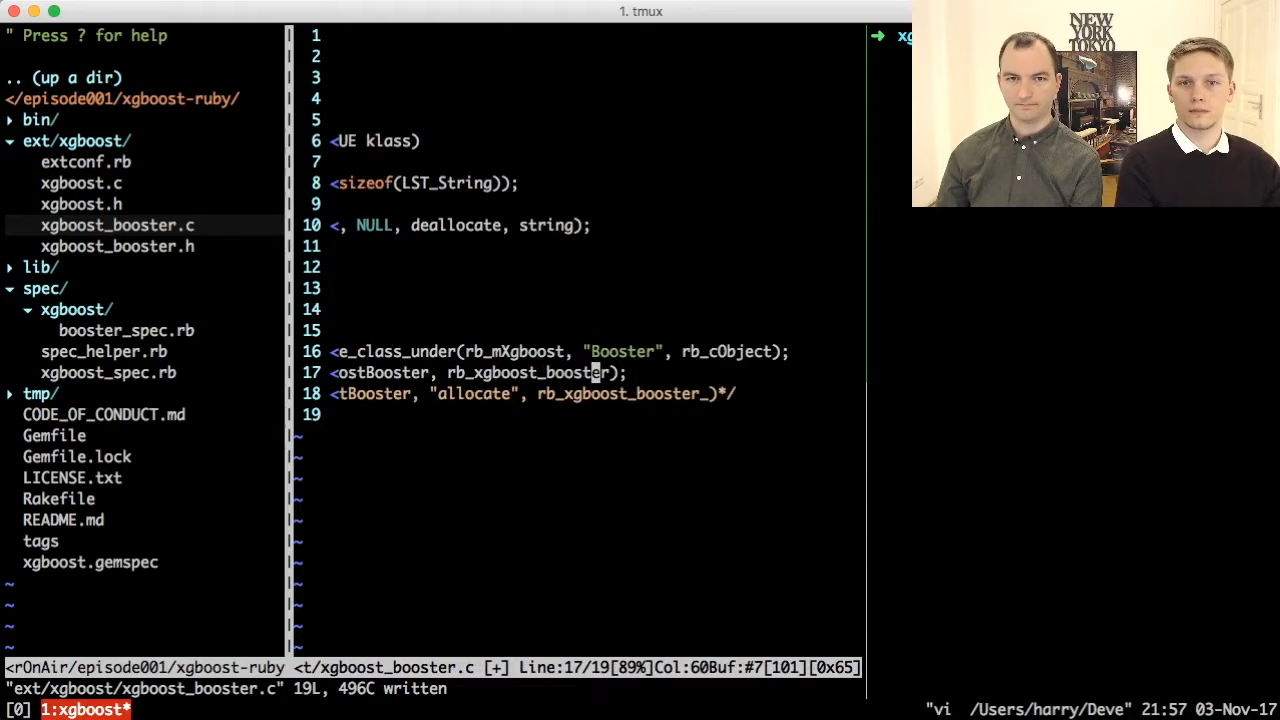 1. tmux
" Press ? for help
.. (up a dir)
</episode001/xgboost-ruby/
▸ bin/
▾ ext/xgboost/
extconf.rb
xgboost.c
xgboost.h
xgboost_booster.c
xgboost_booster.h
▸ lib/
▾ spec/
▾ xgboost/
booster_spec.rb
spec_helper.rb
xgboost_spec.rb
▸ tmp/
CODE_OF_CONDUCT.md
Gemfile
Gemfile.lock
LICENSE.txt
Rakefile
README.md
tags
xgboost.gemspec
~
~
~
~
<rOnAir/episode001/xgboost-ruby
1
2
3
4
5
6 <UE klass)
7
8 <sizeof(LST_String));
9
10 <, NULL, deallocate, string);
11
12
13
14
15
16 <e_class_under(rb_mXgboost, "Booster", rb_cObject);
17 <ostBooster, rb_xgboost_booster);
18 <tBooster, "allocate", rb_xgboost_booster_)*/
19
~
~
~
~
~
~
~
~
~
~
~
<t/xgboost_booster.c [+] Line:17/19[89%]Col:60Buf:#7[101][0x65]
"ext/xgboost/xgboost_booster.c" 19L, 496C written
➜ xg
NEW
YORK
TOKYO
[0] 1:xgboost* "vi /Users/harry/Deve" 21:57 03-Nov-17